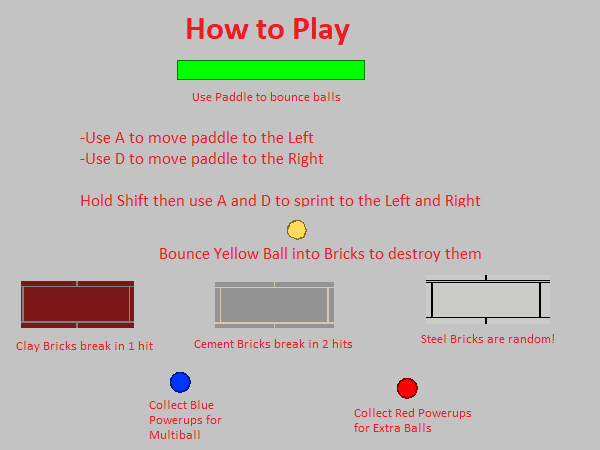 How to Play
Use Paddle to bounce balls
-Use A to move paddle to the Left
-Use D to move paddle to the Right
Hold Shift then use A and D to sprint to the Left and Right
Bounce Yellow Ball into Bricks to destroy them
Clay Bricks break in 1 hit
Cement Bricks break in 2 hits
Steel Bricks are random!
Collect Blue
Powerups for
Multiball
Collect Red Powerups
for Extra Balls